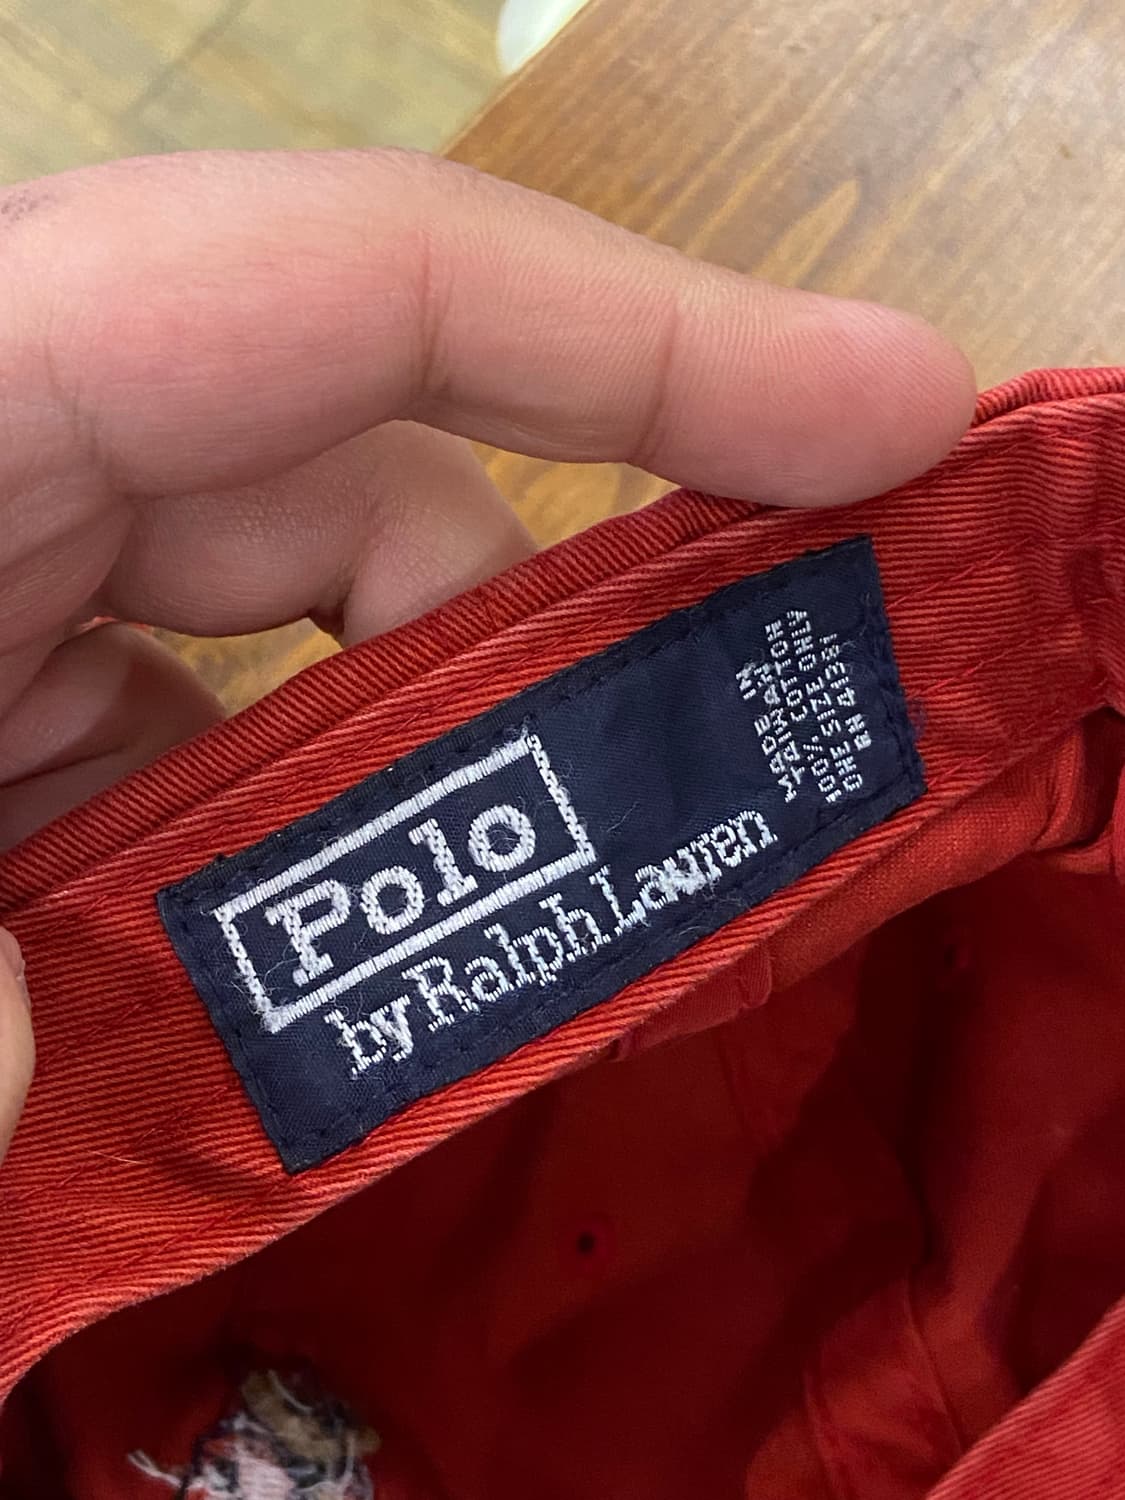 Polo
by Ralph Lauren
MADE IN
TAIWAN
100% COTTON
ONE SIZE ONLY
RN 41381